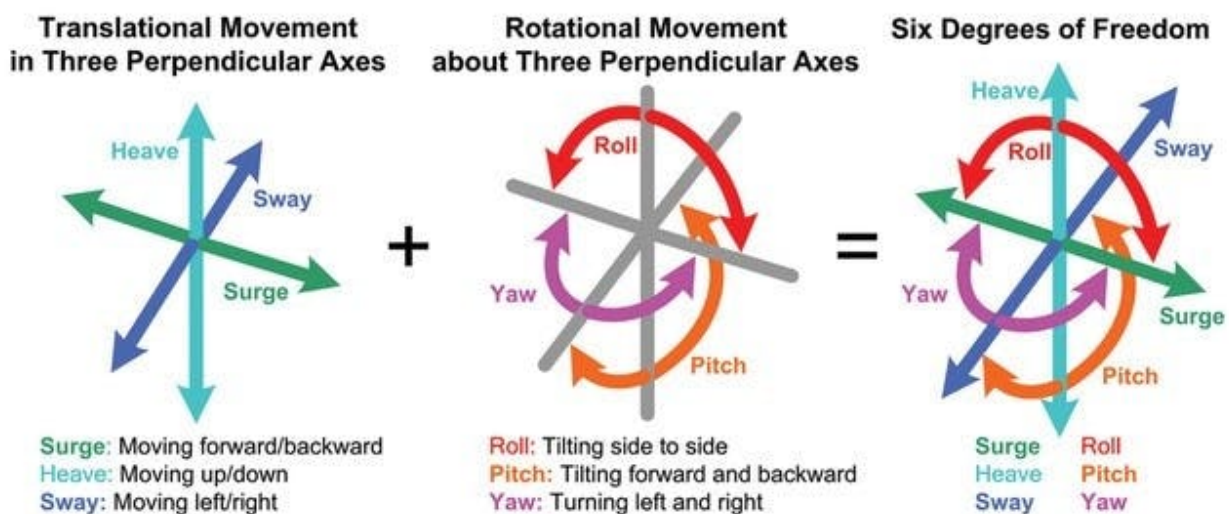 Translational Movement
in Three Perpendicular Axes
Heave
Sway
Surge
Surge: Moving forward/backward
Heave: Moving up/down
Sway: Moving left/right
+
Rotational Movement
about Three Perpendicular Axes
Roll
Yaw
Pitch
Roll: Tilting side to side
Pitch: Tilting forward and backward
Yaw: Turning left and right
=
Six Degrees of Freedom
Heave
Roll
Sway
Yaw
Surge
Pitch
Surge Roll
Heave Pitch
Sway Yaw